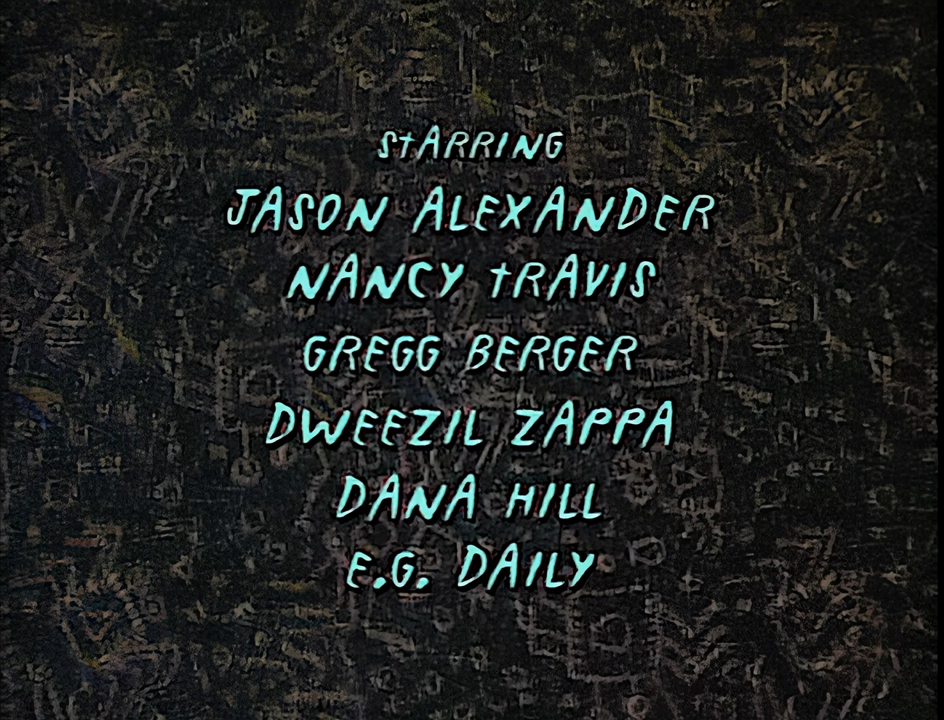 STARRING
JASON ALEXANDER
NANCY TRAVIS
GREGG BERGER
DWEEZIL ZAPPA
DANA HILL
E.G. DAILY